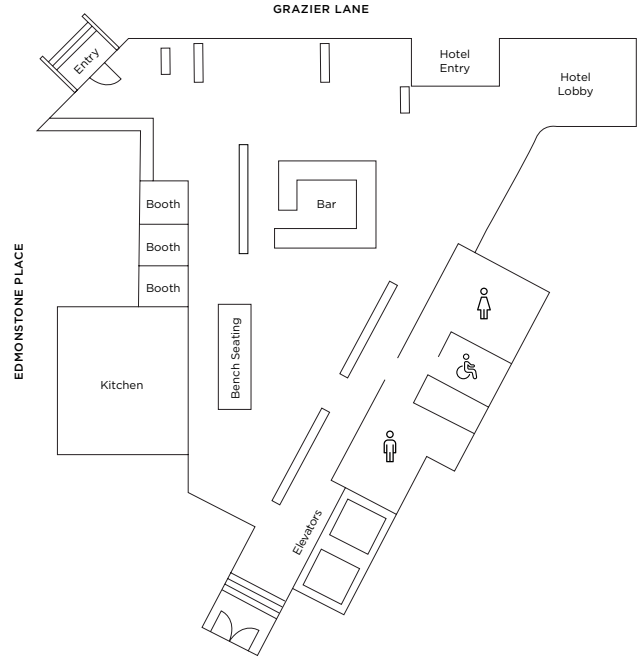 GRAZIER LANE
Entry
Hotel
Entry
Hotel
Lobby
Booth
Bar
Booth
EDMONSTONE PLACE
Booth
Bench Seating
Kitchen
Elevators